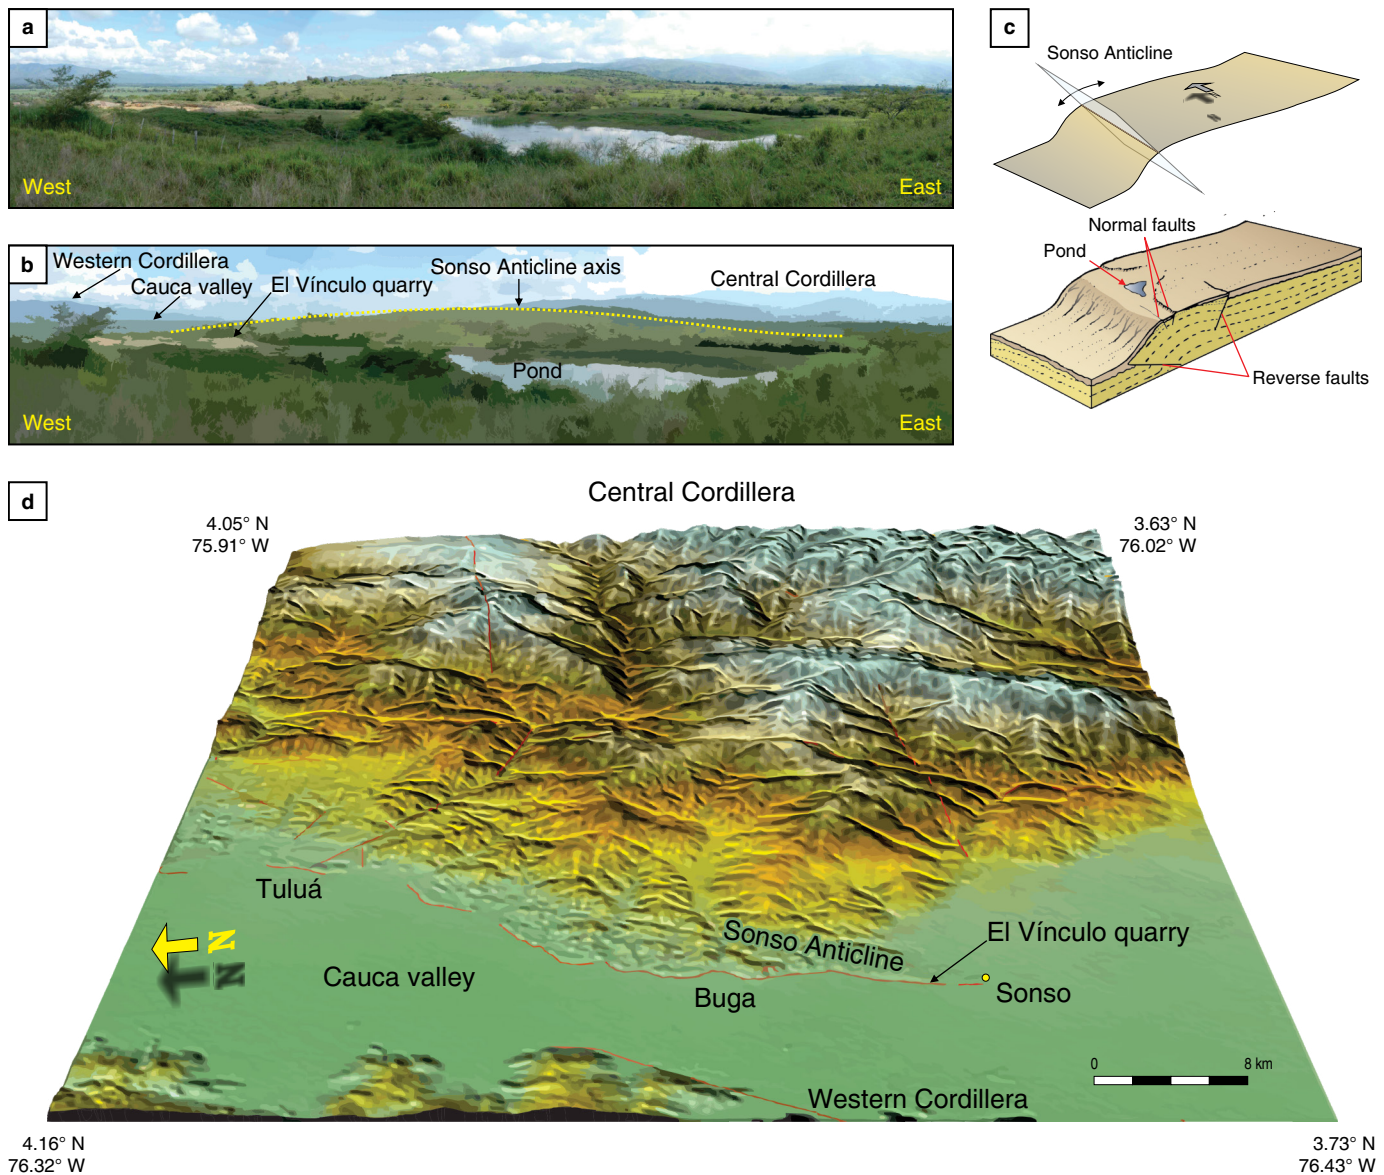 a
West
East
b
Western Cordillera
Cauca valley
El Vínculo quarry
Sonso Anticline axis
Central Cordillera
Pond
West
East
c
Sonso Anticline
Normal faults
Pond
Reverse faults
d
Central Cordillera
4.05° N
75.91° W
3.63° N
76.02° W
Tuluá
N
N
Cauca valley
Sonso Anticline
El Vínculo quarry
Buga
Sonso
0
8 km
Western Cordillera
4.16° N
76.32° W
3.73° N
76.43° W